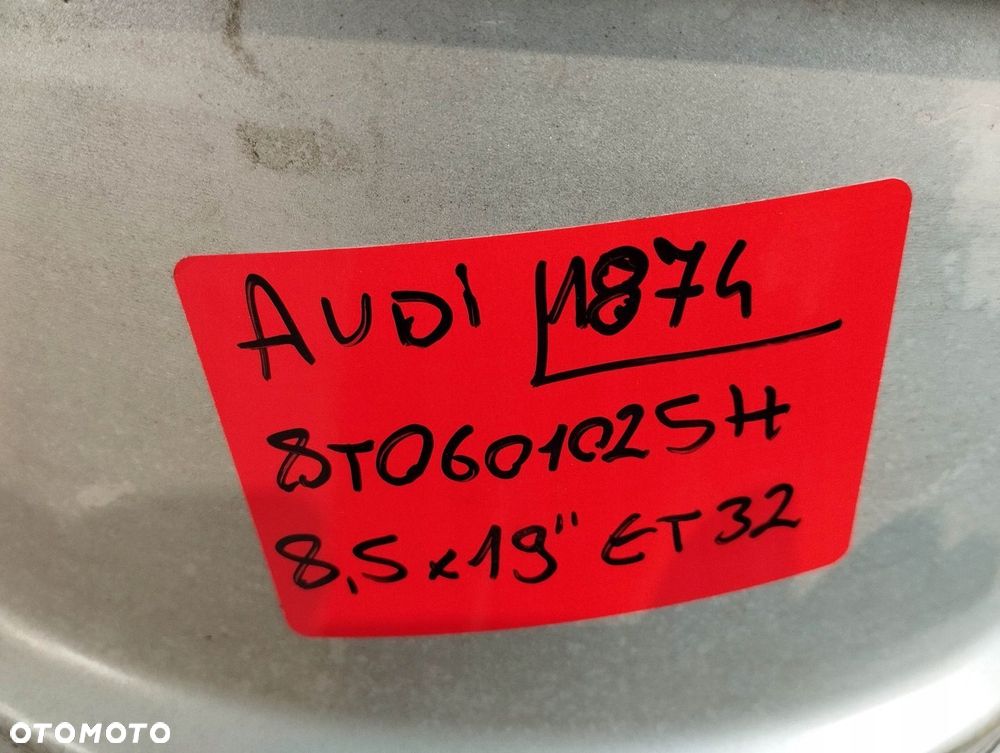 AUDI 1874
8T0601025H
8,5x19" ET32
OTOMOTO